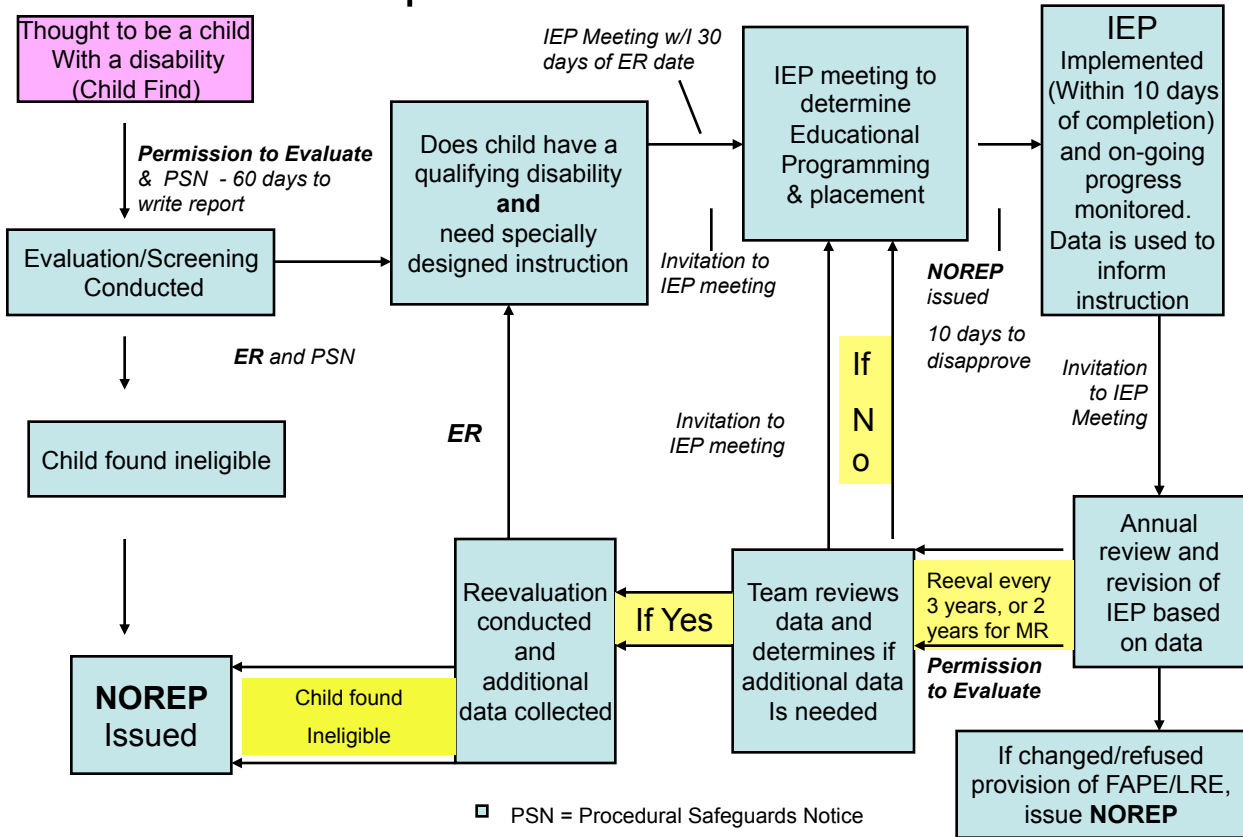 Thought to be a child
With a disability
(Child Find)
Permission to Evaluate
& PSN - 60 days to
write report
Evaluation/Screening
Conducted
ER and PSN
Child found ineligible
NOREP
Issued
Does child have a
qualifying disability
and
need specially
designed instruction
IEP Meeting w/I 30
days of ER date
Invitation to
IEP meeting
IEP meeting to
determine
Educational
Programming
& placement
NOREP
issued
10 days to
disapprove
IEP
Implemented
(Within 10 days
of completion)
and on-going
progress
monitored.
Data is used to
inform
instruction
Invitation
to IEP
Meeting
Annual
review and
revision of
IEP based
on data
Reeval every
3 years, or 2
years for MR
Permission
to Evaluate
If changed/refused
provision of FAPE/LRE,
issue NOREP
Team reviews
data and
determines if
additional data
Is needed
Invitation to
IEP meeting
If
N
o
If Yes
Reevaluation
conducted
and
additional
data collected
ER
Child found
Ineligible
PSN = Procedural Safeguards Notice